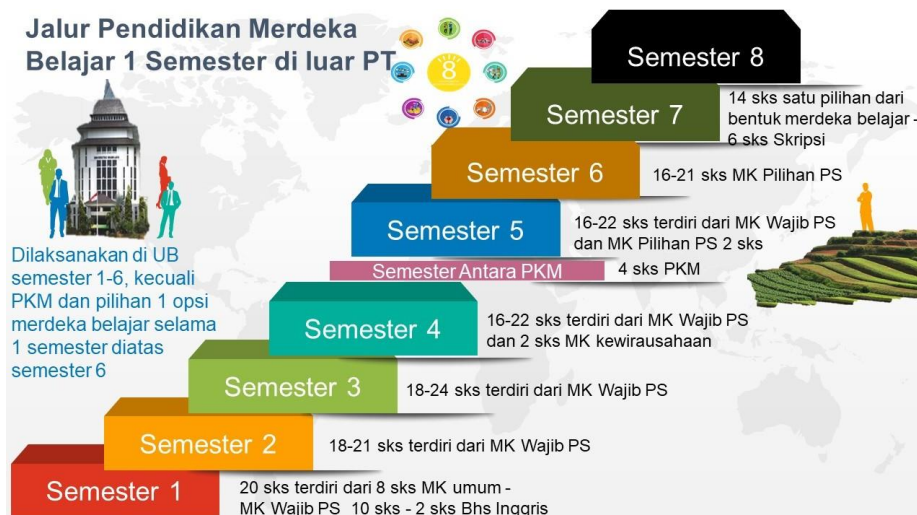 Jalur Pendidikan Merdeka
Belajar 1 Semester di luar PT
8
Semester 8
Semester 7
14 sks satu pilihan dari
bentuk merdeka belajar -
6 sks Skripsi
Semester 6
16-21 sks MK Pilihan PS
Semester 5
16-22 sks terdiri dari MK Wajib PS
dan MK Pilihan PS 2 sks
Semester Antara PKM
4 sks PKM
Dilaksanakan di UB
semester 1-6, kecuali
PKM dan pilihan 1 opsi
merdeka belajar selama
1 semester diatas
semester 6
Semester 4
16-22 sks terdiri dari MK Wajib PS
dan 2 sks MK kewirausahaan
Semester 3
18-24 sks terdiri dari MK Wajib PS
Semester 2
18-21 sks terdiri dari MK Wajib PS
Semester 1
20 sks terdiri dari 8 sks MK umum -
MK Wajib PS 10 sks - 2 sks Bhs Inggris